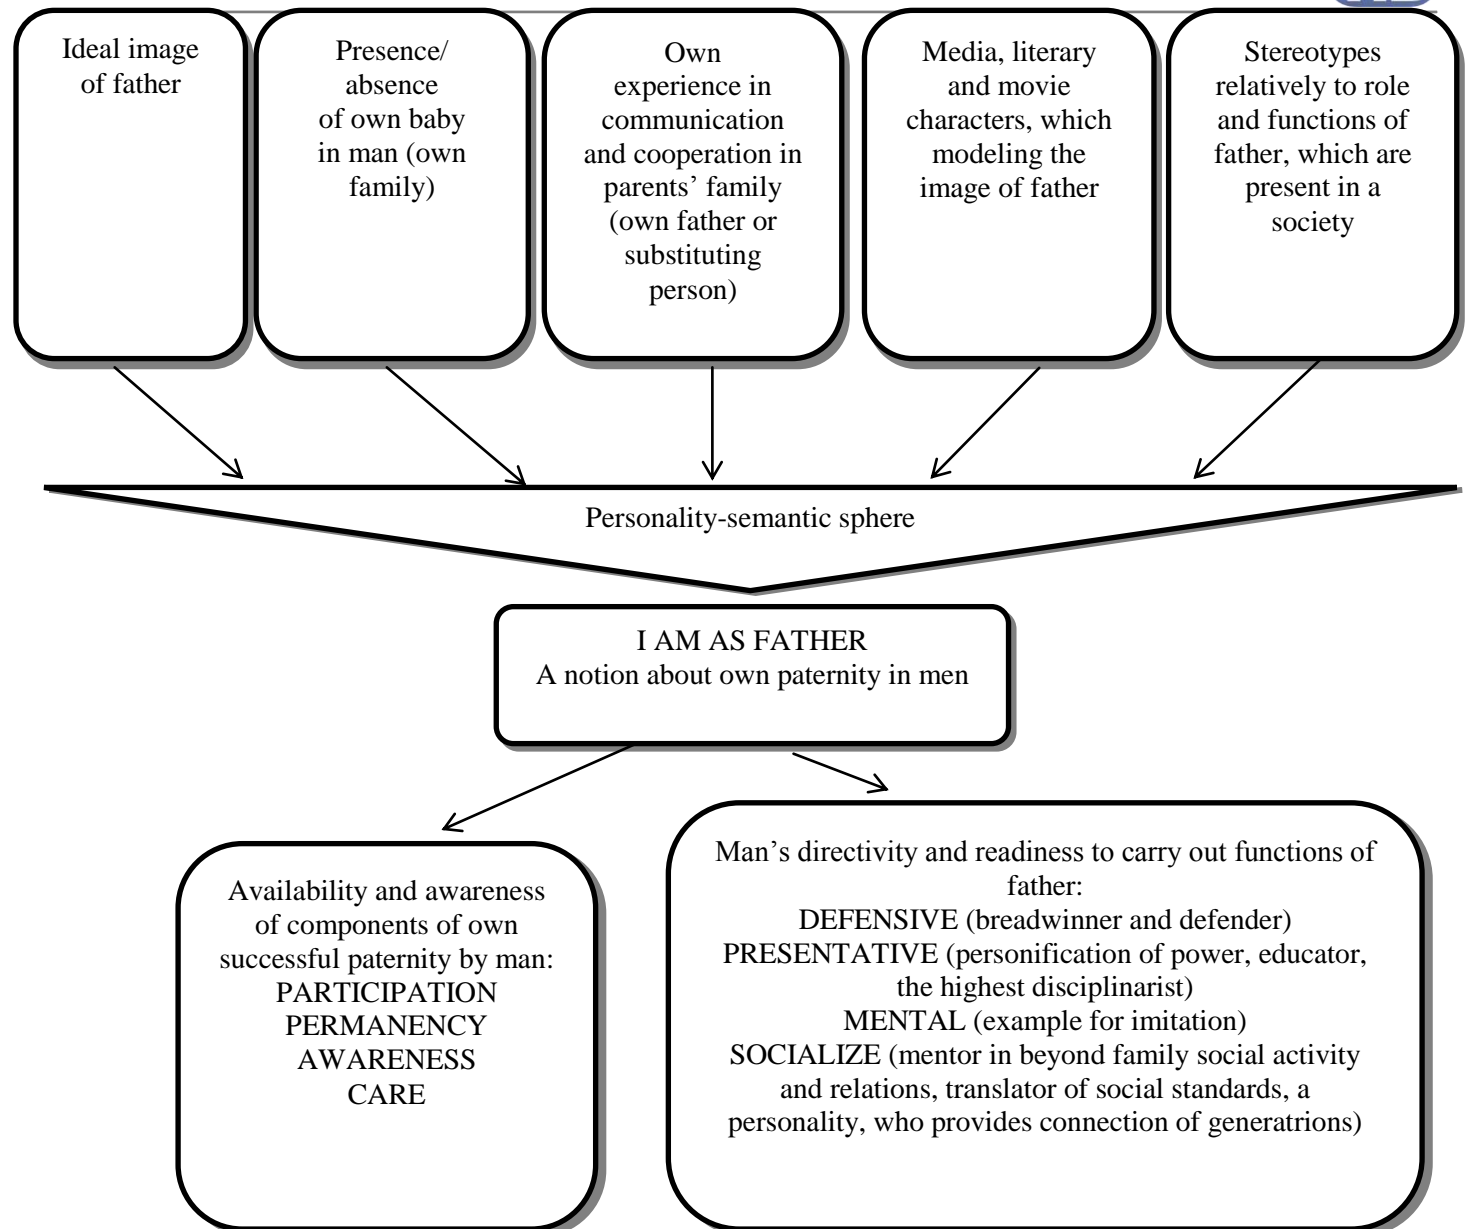 Ideal image
of father
Presence/
absence
of own baby
in man (own
family)
Own
experience in
communication
and cooperation in
parents’ family
(own father or
substituting
person)
Media, literary
and movie
characters, which
modeling the
image of father
Stereotypes
relatively to role
and functions of
father, which are
present in a
society
Personality-semantic sphere
I AM AS FATHER
A notion about own paternity in men
Availability and awareness
of components of own
successful paternity by man:
PARTICIPATION
PERMANENCY
AWARENESS
CARE
Man’s directivity and readiness to carry out functions of
father:
DEFENSIVE (breadwinner and defender)
PRESENTATIVE (personification of power, educator,
the highest disciplinarist)
MENTAL (example for imitation)
SOCIALIZE (mentor in beyond family social activity
and relations, translator of social standards, a
personality, who provides connection of generatrions)